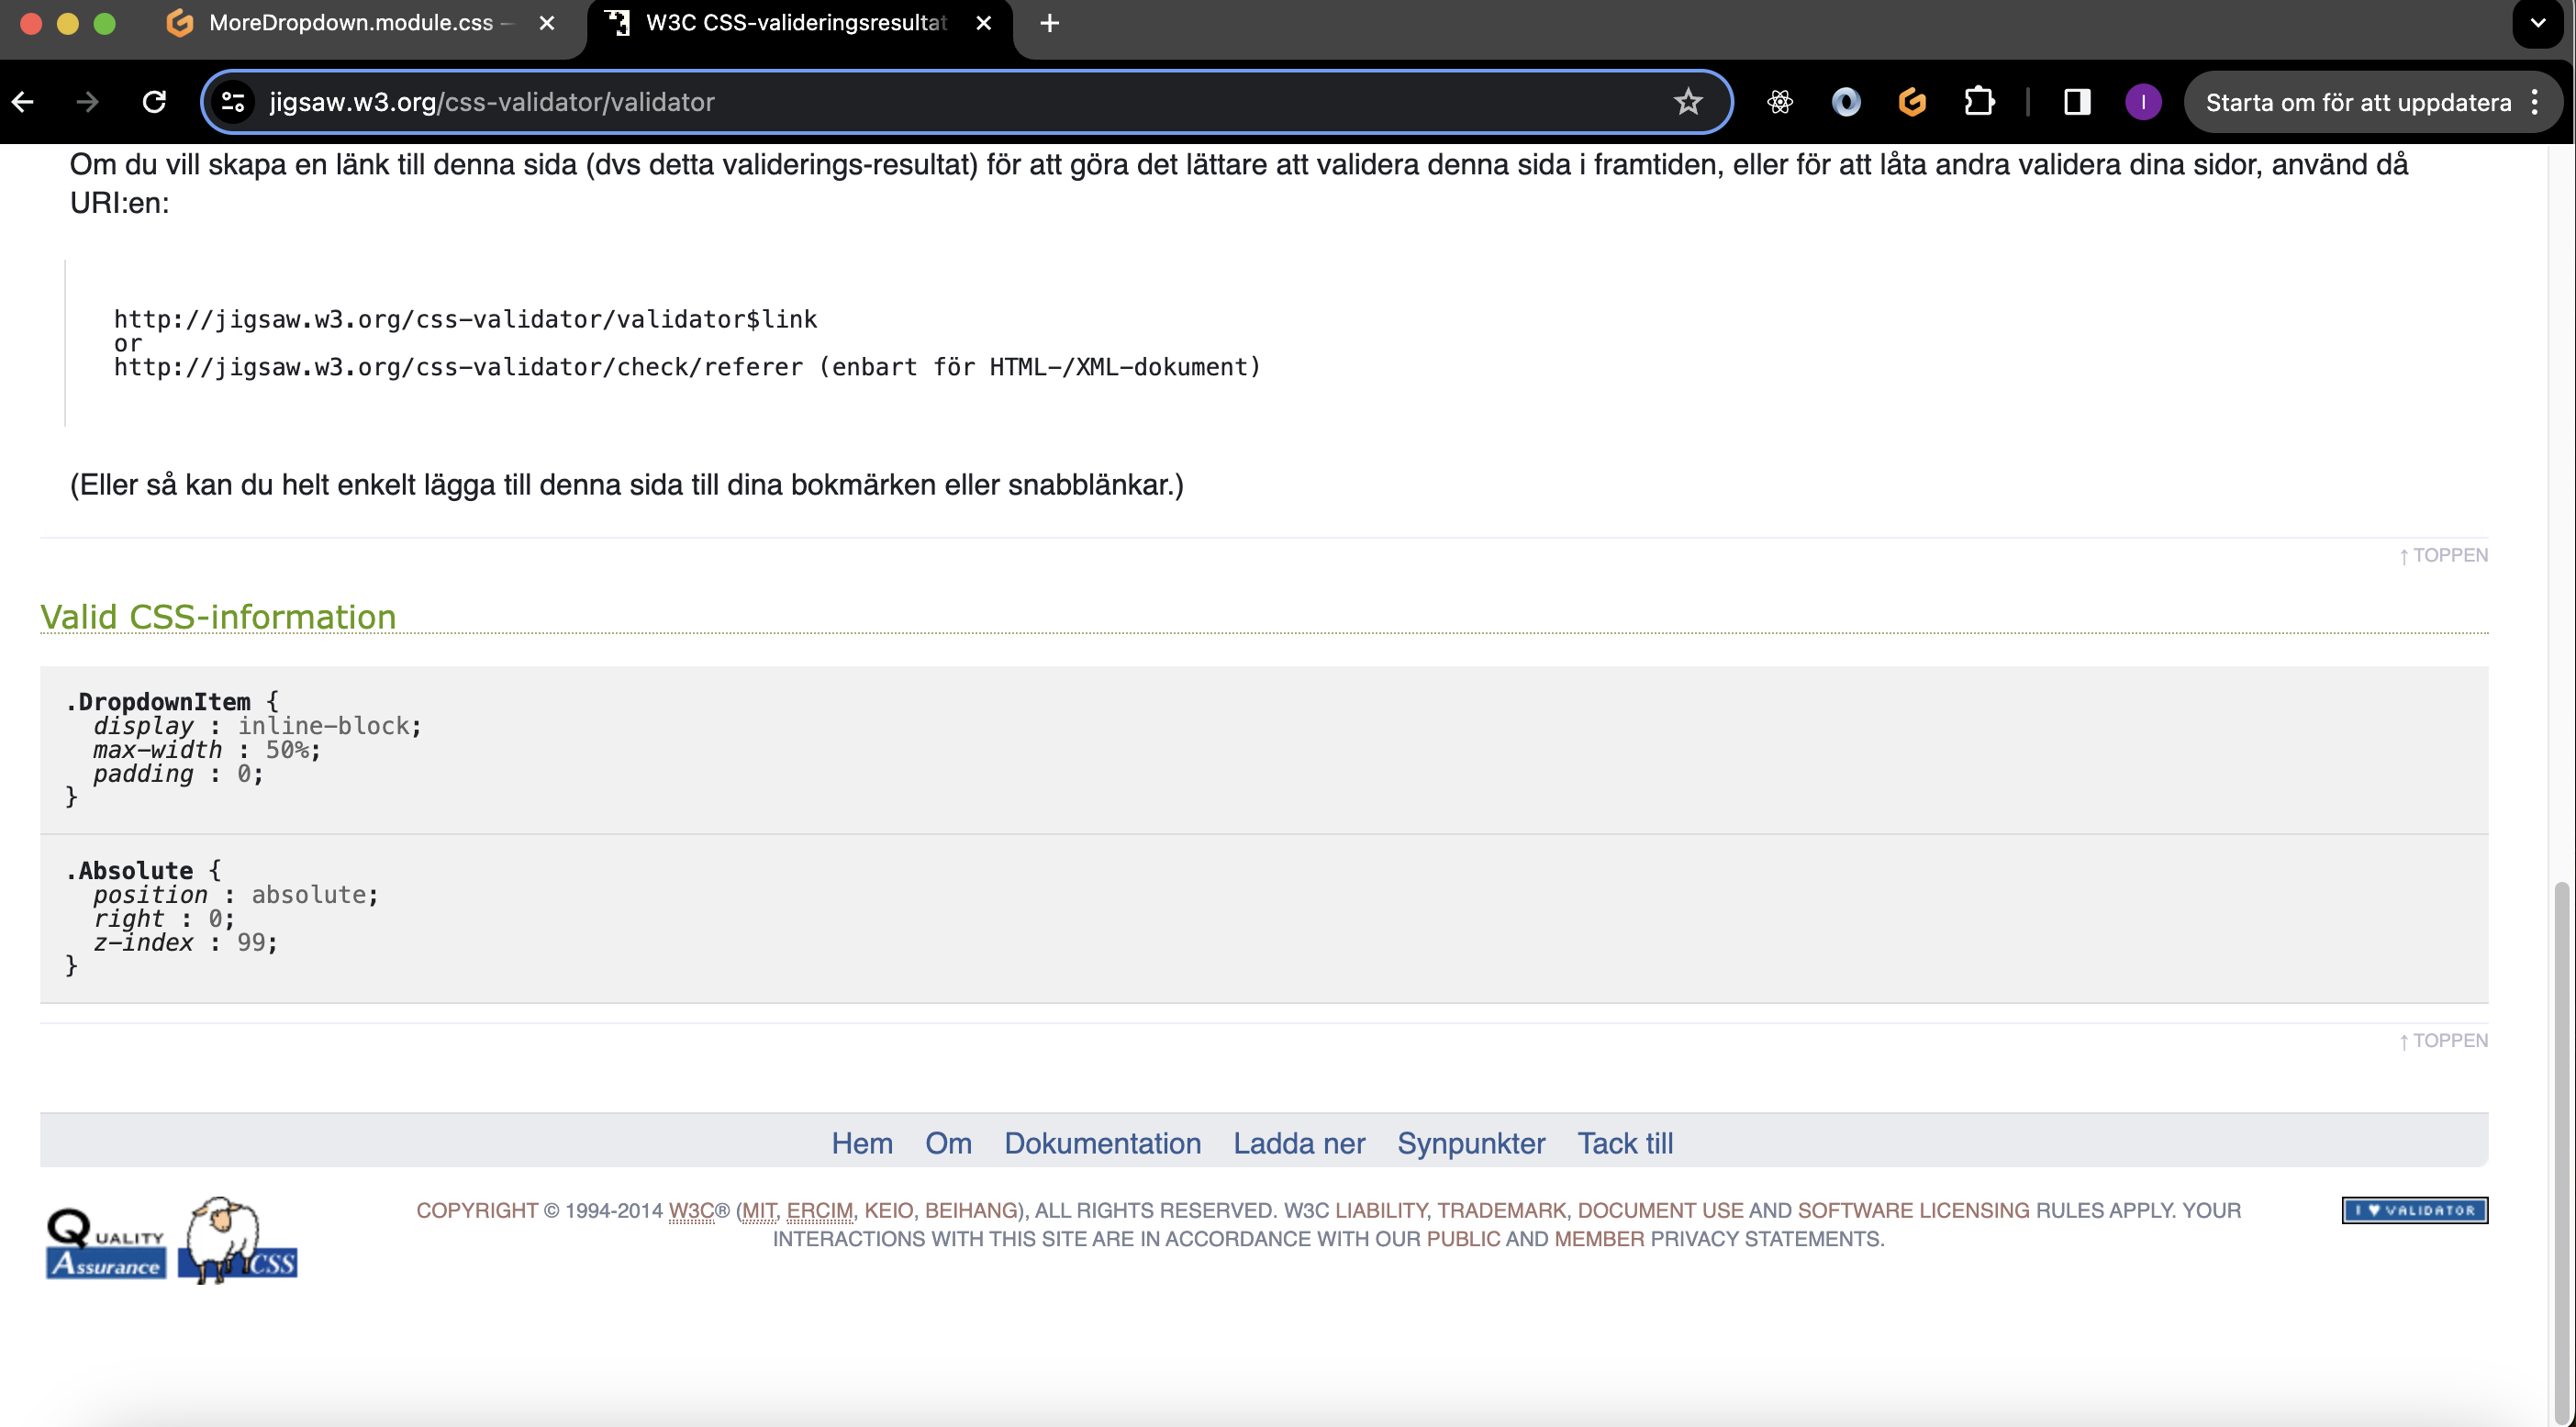 MoreDropdown.module.css —
W3C CSS-valideringsresultat
jigsaw.w3.org/css-validator/validator
I
Starta om för att uppdatera
Om du vill skapa en länk till denna sida (dvs detta validerings-resultat) för att göra det lättare att validera denna sida i framtiden, eller för att låta andra validera dina sidor, använd då
URI:en:
http://jigsaw.w3.org/css-validator/validator$link
or
http://jigsaw.w3.org/css-validator/check/referer (enbart för HTML-/XML-dokument)
(Eller så kan du helt enkelt lägga till denna sida till dina bokmärken eller snabblänkar.)
↑ TOPPEN
Valid CSS-information
.DropdownItem {
display : inline-block;
max-width : 50%;
padding : 0;
}
.Absolute {
position : absolute;
right : 0;
z-index : 99;
}
↑ TOPPEN
Hem Om Dokumentation Ladda ner Synpunkter Tack till
QUALITY
Assurance
CSS
COPYRIGHT © 1994-2014 W3C® (MIT, ERCIM, KEIO, BEIHANG), ALL RIGHTS RESERVED. W3C LIABILITY, TRADEMARK, DOCUMENT USE AND SOFTWARE LICENSING RULES APPLY. YOUR
INTERACTIONS WITH THIS SITE ARE IN ACCORDANCE WITH OUR PUBLIC AND MEMBER PRIVACY STATEMENTS.
I ♥ VALIDATOR